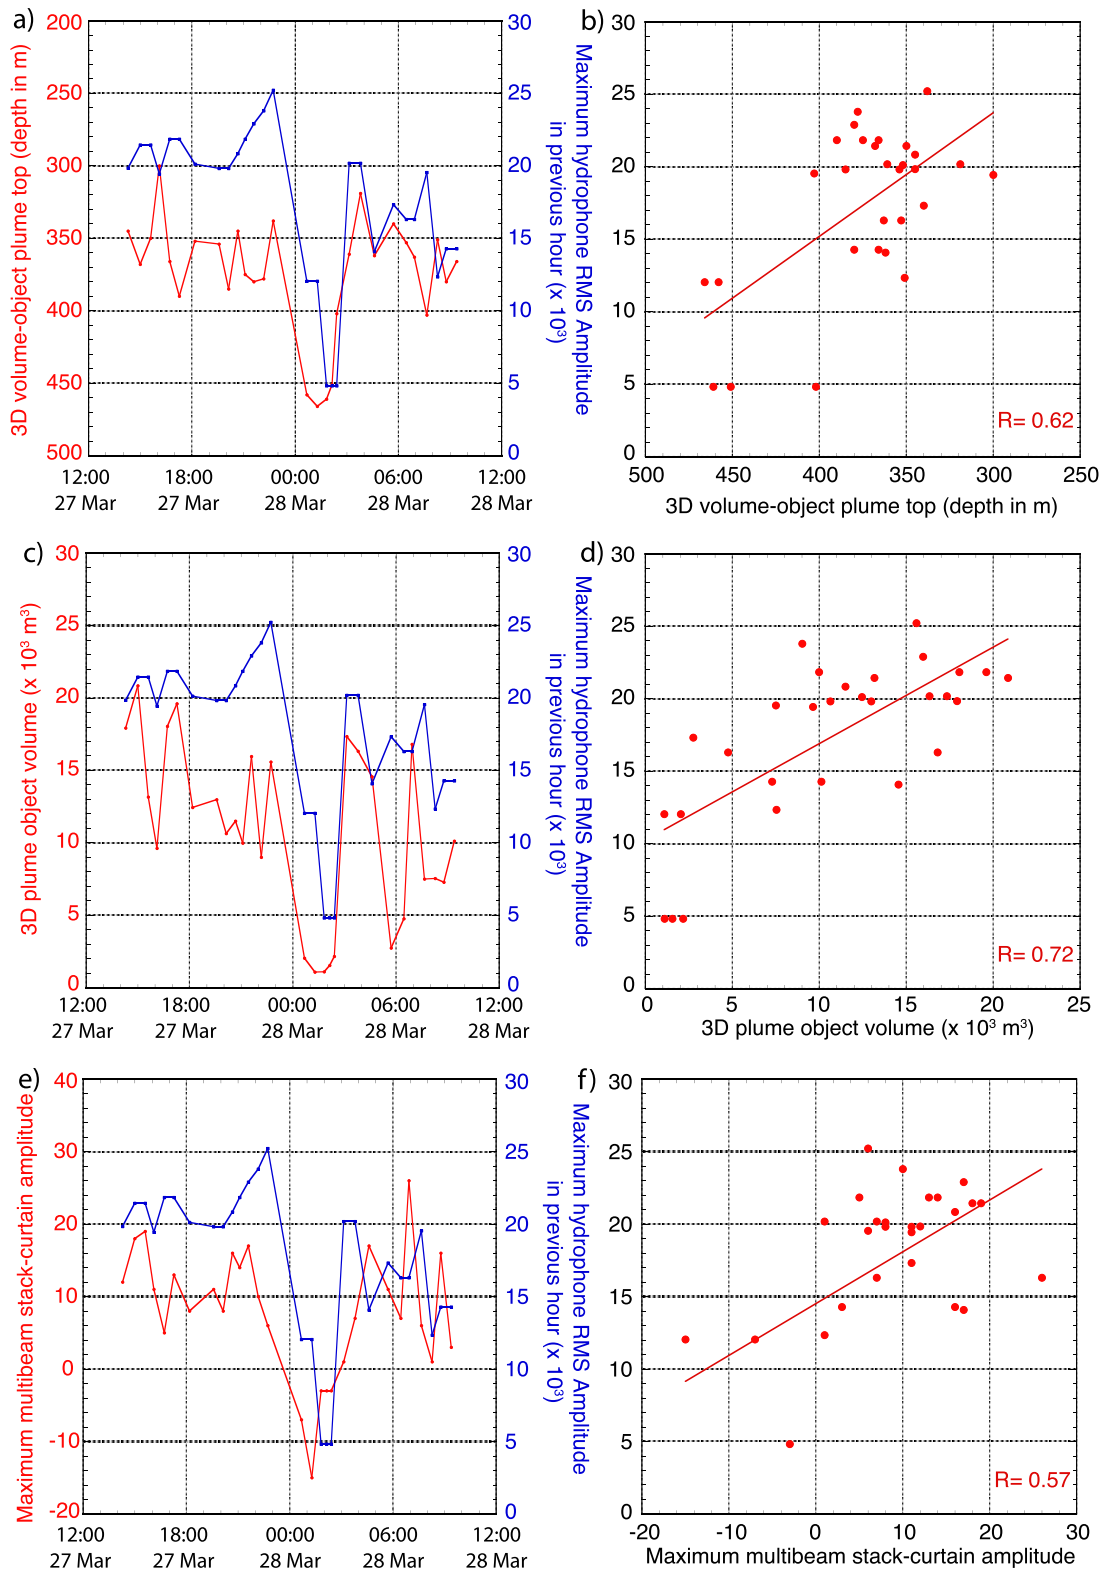 a)
3D volume-object plume top (depth in m)
200
250
300
350
400
450
500
30
25
20
15
10
5
0
Maximum hydrophone RMS Amplitude
in previous hour (x 10³)
12:00
27 Mar
18:00
27 Mar
00:00
28 Mar
06:00
28 Mar
12:00
28 Mar
b)
30
25
20
15
10
5
0
R= 0.62
500
450
400
350
300
250
3D volume-object plume top (depth in m)
c)
3D plume object volume (x 10³ m³)
30
25
20
15
10
5
0
30
25
20
15
10
5
0
Maximum hydrophone RMS Amplitude
in previous hour (x 10³)
12:00
27 Mar
18:00
27 Mar
00:00
28 Mar
06:00
28 Mar
12:00
28 Mar
d)
30
25
20
15
10
5
0
R= 0.72
0
5
10
15
20
25
3D plume object volume (x 10³ m³)
e)
Maximum multibeam stack-curtain amplitude
40
30
20
10
0
-10
-20
30
25
20
15
10
5
0
Maximum hydrophone RMS Amplitude
in previous hour (x 10³)
12:00
27 Mar
18:00
27 Mar
00:00
28 Mar
06:00
28 Mar
12:00
28 Mar
f)
30
25
20
15
10
5
0
R= 0.57
-20
-10
0
10
20
30
Maximum multibeam stack-curtain amplitude